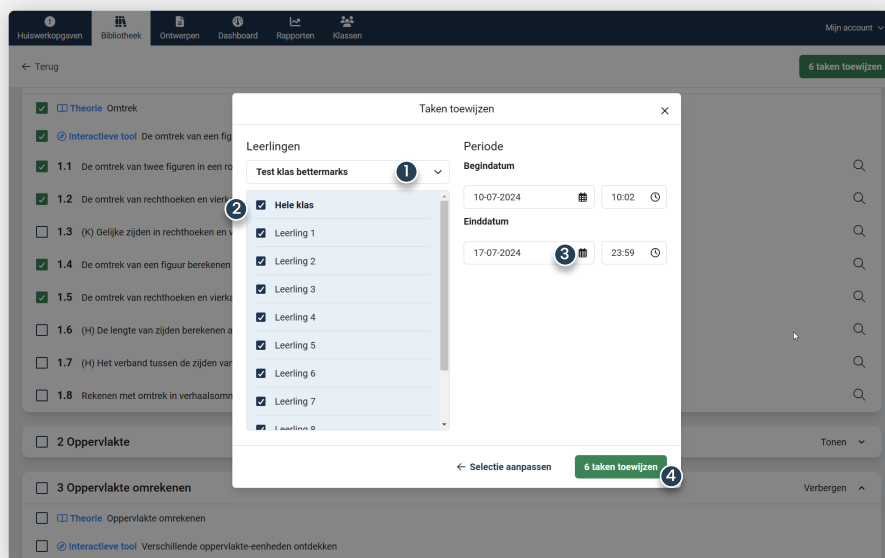 Huiswerkopgaven Bibliotheek Ontwerpen Dashboard Rapporten Klassen Mijn account
Terug 6 taken toewijzen
Theorie Omtrek
Interactieve tool De omtrek van een fig
1.1 De omtrek van twee figuren in een ro
1.2 De omtrek van rechthoeken en vierk
1.3 (K) Gelijke zijden in rechthoeken en v
1.4 De omtrek van een figuur berekenen
1.5 De omtrek van rechthoeken en vierka
1.6 (H) De lengte van zijden berekenen a
1.7 (H) Het verband tussen de zijden van
1.8 Rekenen met omtrek in verhaalsom
2 Oppervlakte Tonen
3 Oppervlakte omrekenen Verbergen
Theorie Oppervlakte omrekenen
Interactieve tool Verschillende oppervlakte-eenheden ontdekken
Taken toewijzen
Leerlingen
Test klas bettermarks 1
2 Hele klas
Leerling 1
Leerling 2
Leerling 3
Leerling 4
Leerling 5
Leerling 6
Leerling 7
Leerling 8
Periode
Begindatum
10-07-2024 10:02
Einddatum
17-07-2024 3 23:59
Selectie aanpassen 6 taken toewijzen 4